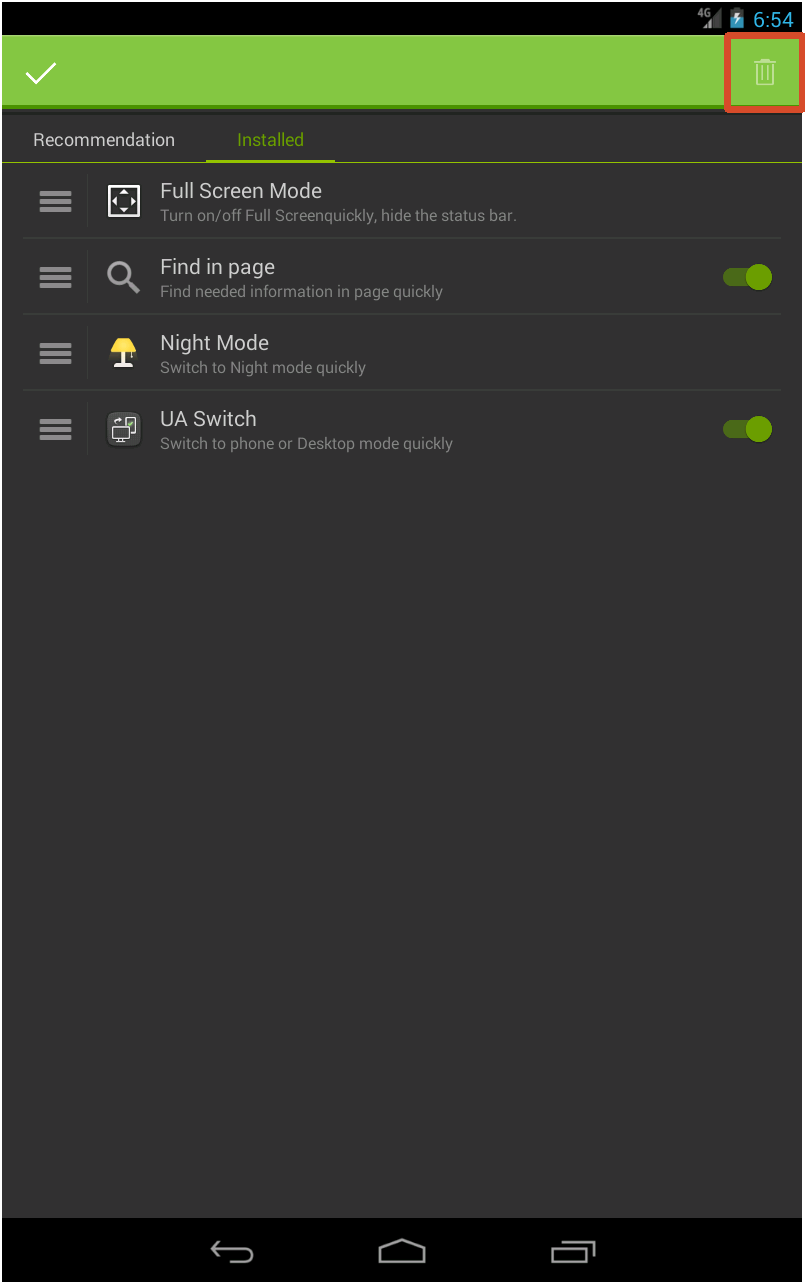 4G 6:54
Recommendation Installed
Full Screen Mode
Turn on/off Full Screenquickly, hide the status bar.
Find in page
Find needed information in page quickly
Night Mode
Switch to Night mode quickly
UA Switch
Switch to phone or Desktop mode quickly